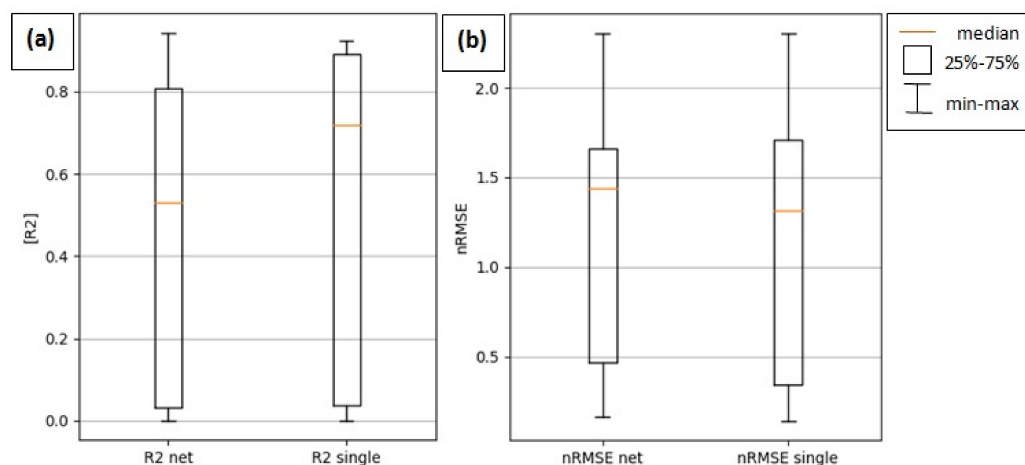 (a)
[R2]
0.8
0.6
0.4
0.2
0.0
R2 net
R2 single
(b)
nRMSE
2.0
1.5
1.0
0.5
nRMSE net
nRMSE single
median
25%-75%
min-max